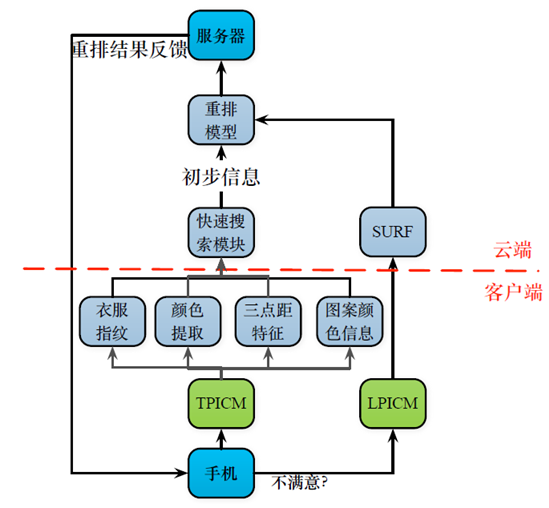 服务器
重排结果反馈
重排
模型
初步信息
快速搜
索模块
SURF
云端
客户端
衣服
指纹
颜色
提取
三点距
特征
图案颜
色信息
TPICM
LPICM
手机
不满意?